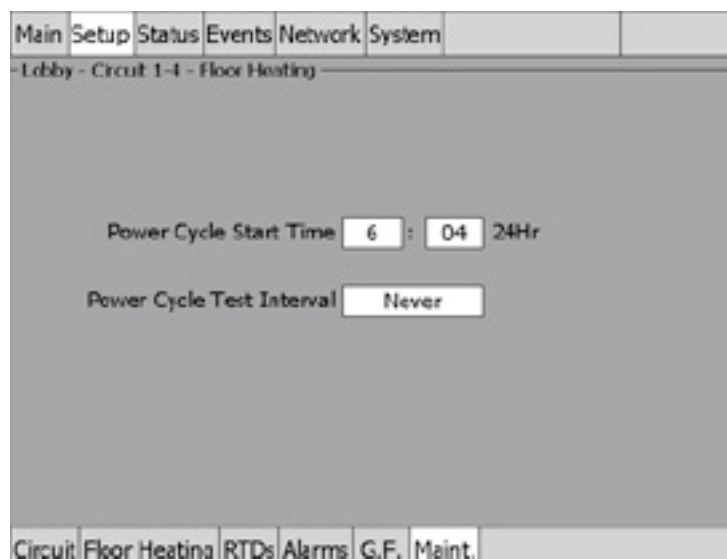 Main Setup Status Events Network System
Lobby - Circuit 1-4 - Floor Heating
Power Cycle Start Time 6 : 04 24Hr
Power Cycle Test Interval Never
Circuit Floor Heating RTDs Alarms G.F. Maint.